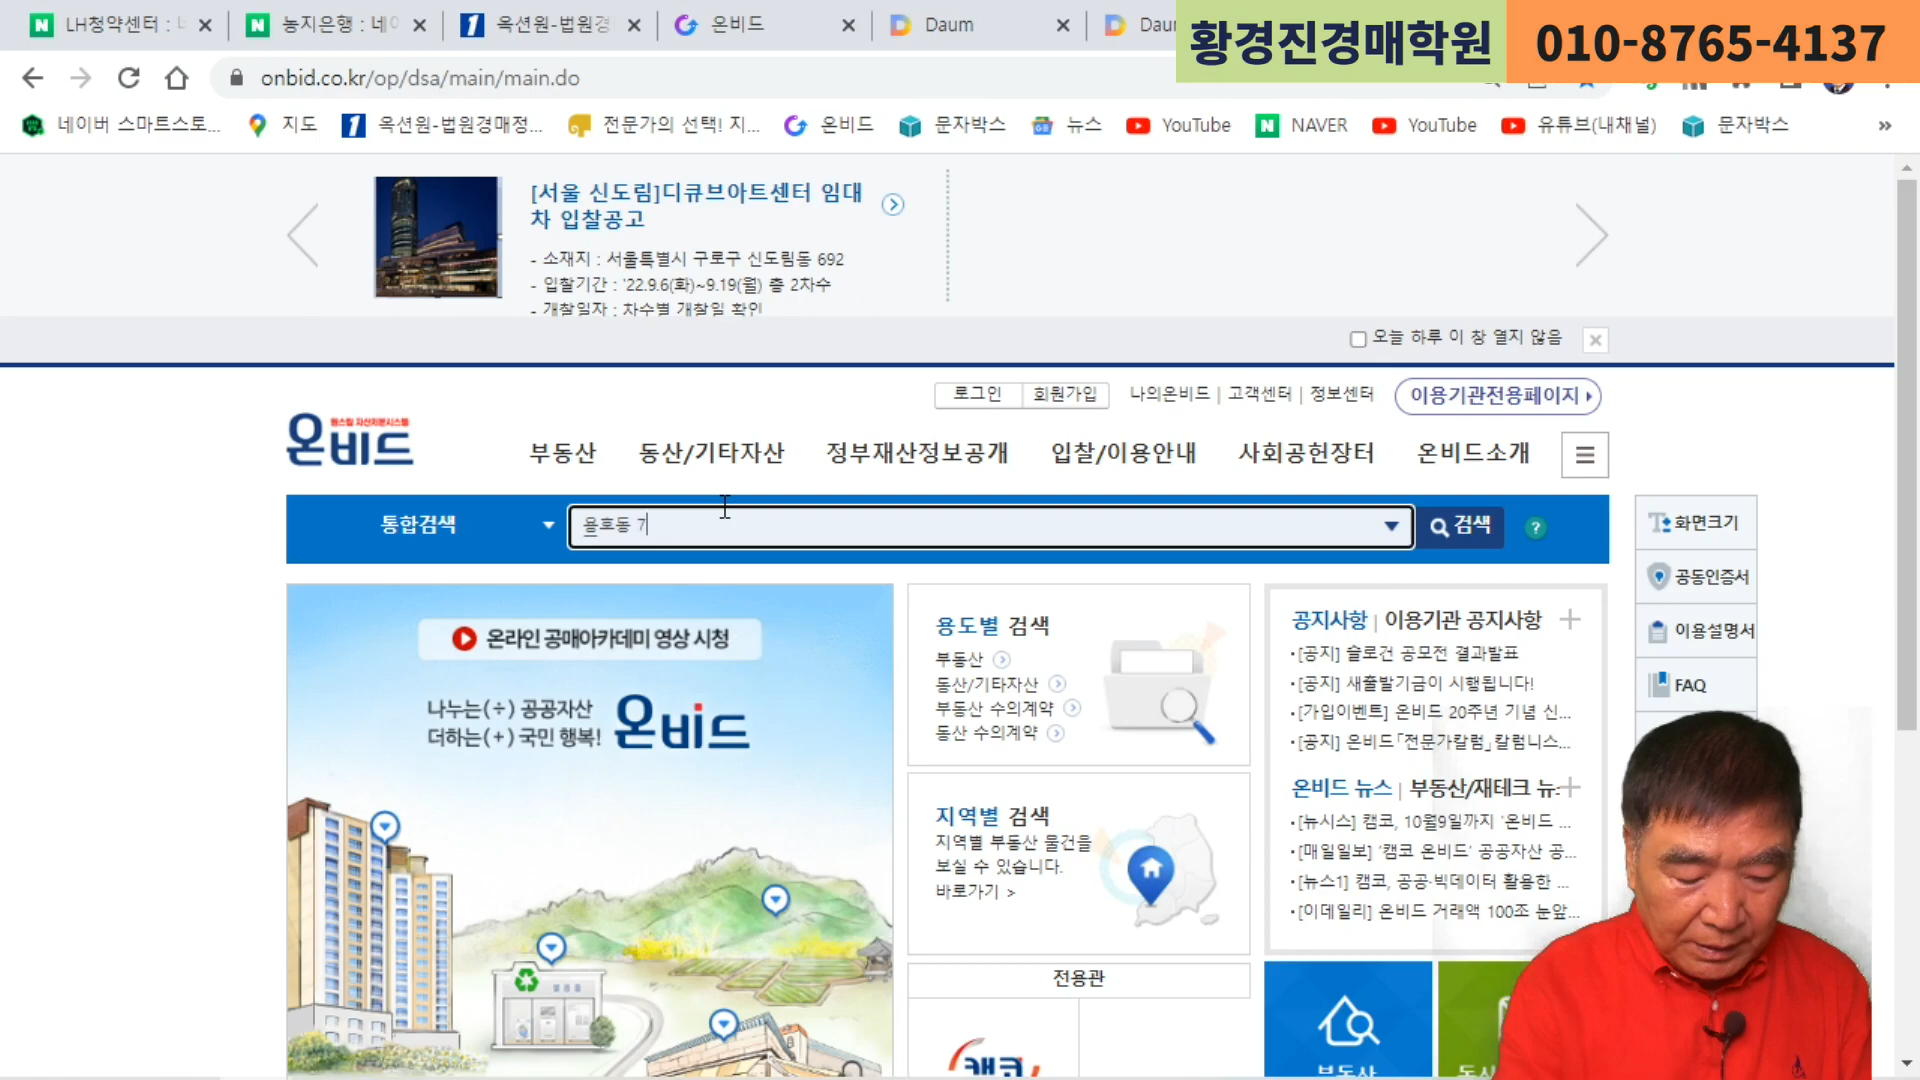 LH청약센터 : 네
농지은행 : 네이
옥션원-법원경
온비드
Daum
Dau
황경진경매학원
010-8765-4137
onbid.co.kr/op/dsa/main/main.do
네이버 스마트스토...
지도
옥션원-법원경매정...
전문가의 선택! 지...
온비드
문자박스
뉴스
YouTube
NAVER
YouTube
유튜브(내채널)
문자박스
»
[서울 신도림]디큐브아트센터 임대
차 입찰공고
- 소재지 : 서울특별시 구로구 신도림동 692
- 입찰기간 : '22.9.6(화)~9.19(월) 총 2차수
- 개찰일자 : 차수별 개찰일 확인
오늘 하루 이 창 열지 않음
로그인
회원가입
나의온비드 | 고객센터 | 정보센터
이용기관전용페이지
온비드
부동산
동산/기타자산
정부재산정보공개
입찰/이용안내
사회공헌장터
온비드소개
통합검색
율호동 7
검색
?
화면크기
공동인증서
이용설명서
FAQ
온라인 공매아카데미 영상 시청
나누는(÷) 공공자산
더하는(+) 국민 행복!
온비드
용도별 검색
부동산
동산/기타자산
부동산 수의계약
동산 수의계약
지역별 검색
지역별 부동산 물건을
보실 수 있습니다.
바로가기 >
전용관
캠코
공지사항 | 이용기관 공지사항
·[공지] 슬로건 공모전 결과발표
·[공지] 새출발기금이 시행됩니다!
·[가입이벤트] 온비드 20주년 기념 신...
·[공지] 온비드「전문가칼럼」칼럼니스...
온비드 뉴스 | 부동산/재테크 뉴
·[뉴시스] 캠코, 10월9일까지 '온비드 ...
·[매일일보] '캠코 온비드' 공공자산 공...
·[뉴스1] 캠코, 공공·빅데이터 활용한 ...
·[이데일리] 온비드 거래액 100조 눈앞...
부동산
동산